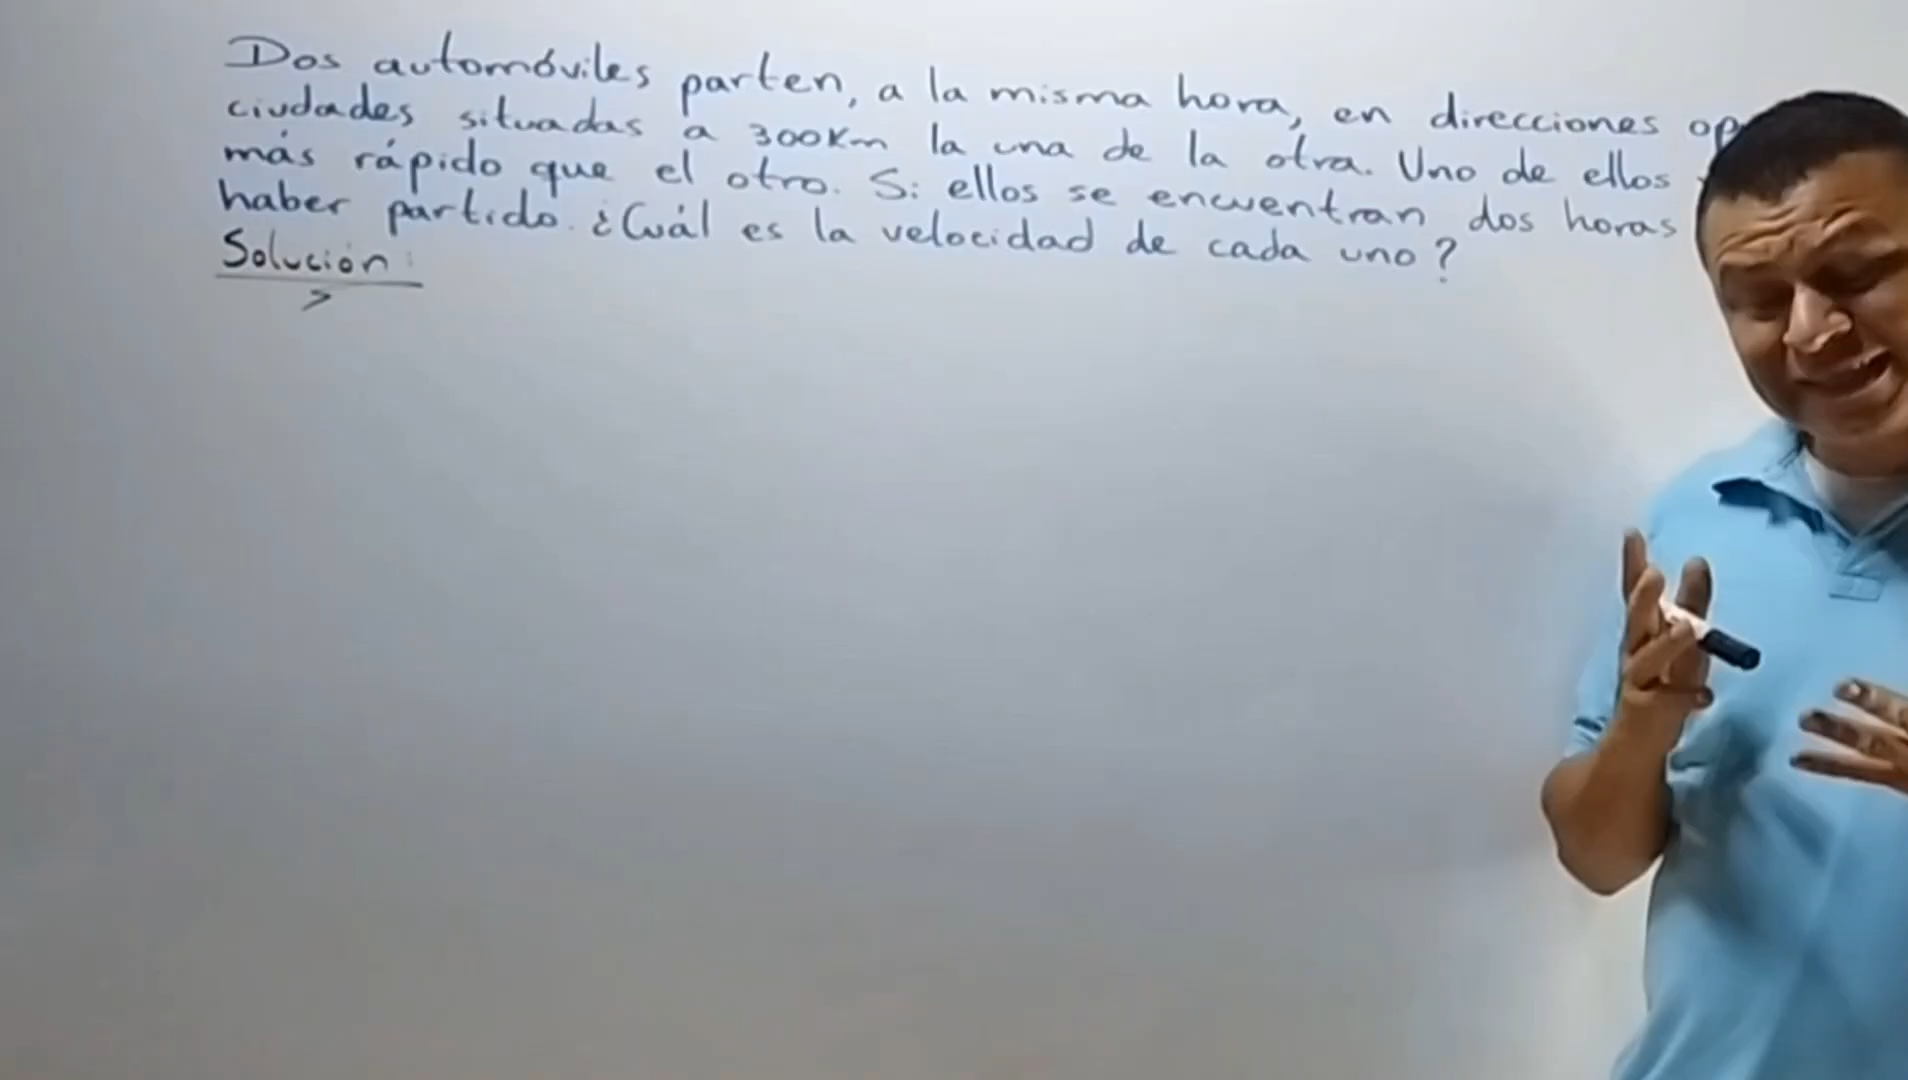 Dos automóviles parten, a la misma hora, en direcciones op
ciudades situadas a 300Km la una de la otra. Uno de ellos
más rápido que el otro. Si ellos se encuentran dos horas
haber partido. ¿Cuál es la velocidad de cada uno?
Solución: